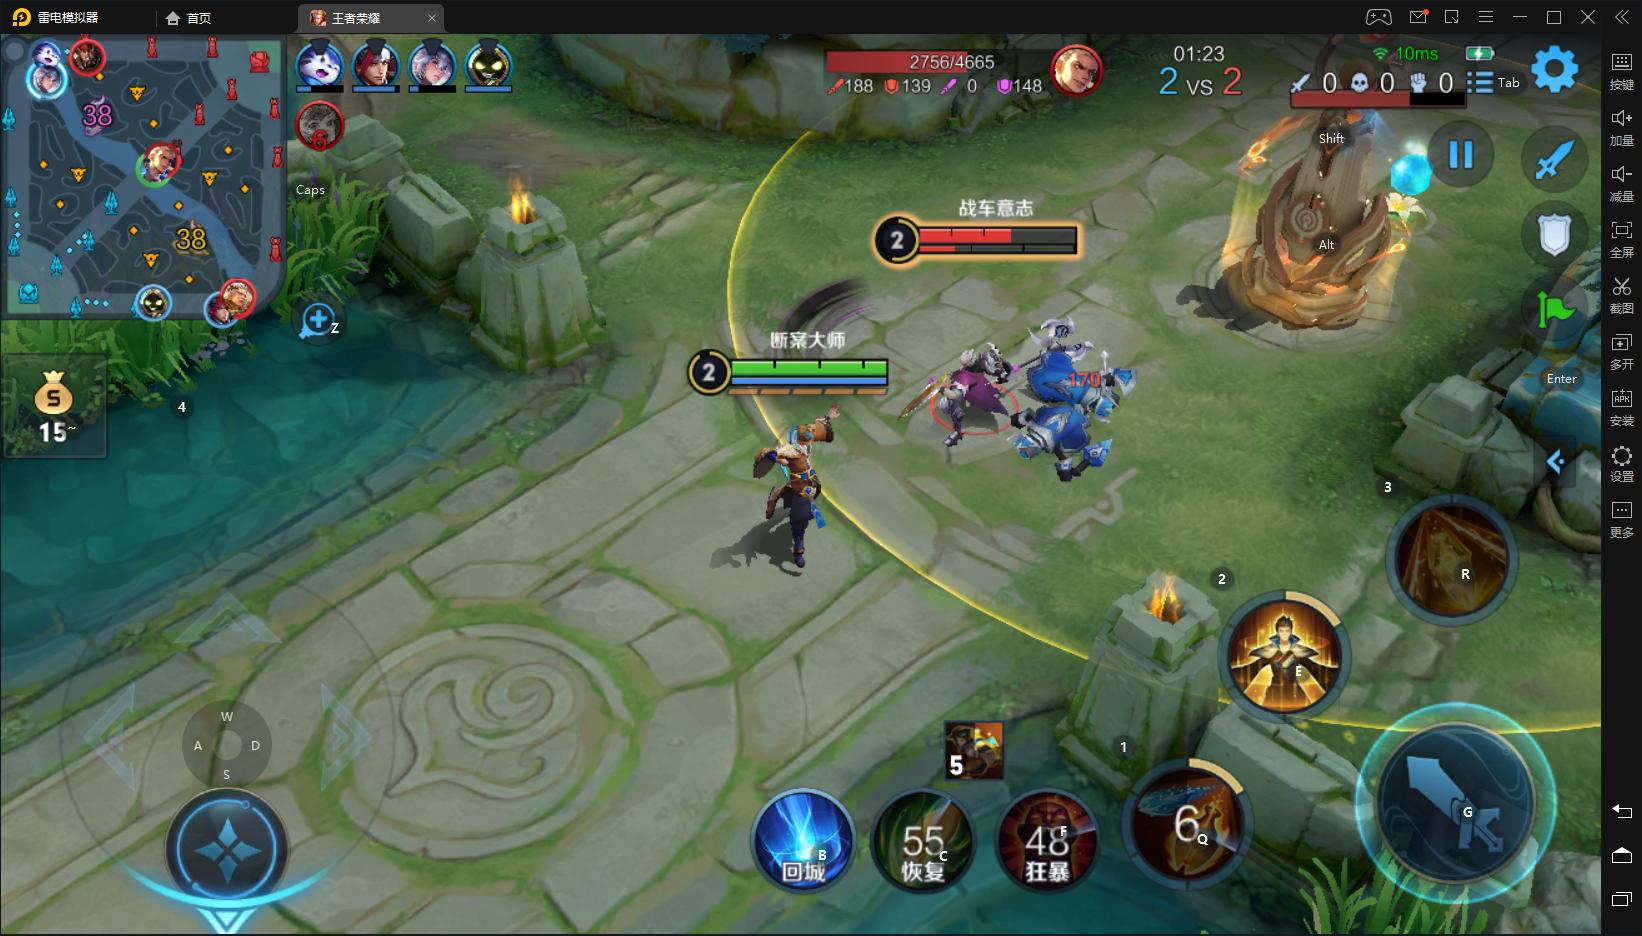 雷电模拟器
首页
王者荣耀
38
38
6
Caps
Z
15~
4
2756/4665
188 139 0 148
01:23
2 VS 2
10ms
0 0 0
Tab
Shift
Alt
Enter
战车意志
2
断案大师
2
170
3
R
2
E
1
5
W
A D
S
B
回城
55
C
恢复
48
F
狂暴
6
Q
G
按键
加量
减量
全屏
截图
多开
APK
安装
设置
更多